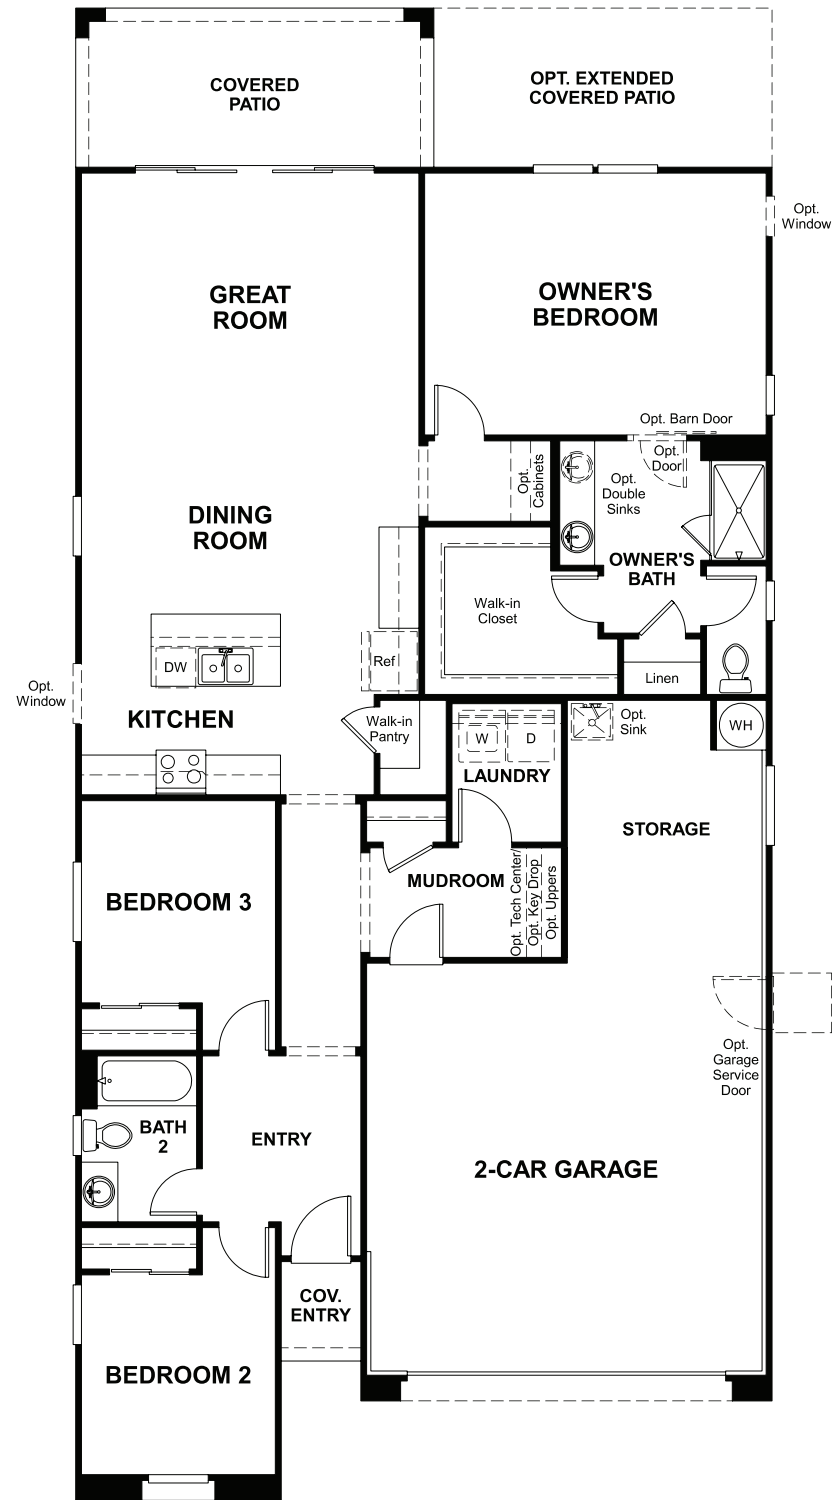 COVERED
PATIO
OPT. EXTENDED
COVERED PATIO
Opt.
Window
GREAT
ROOM
OWNER'S
BEDROOM
Opt. Barn Door
Opt.
Door
Opt.
Cabinets
Opt.
Double
Sinks
DINING
ROOM
OWNER'S
BATH
Walk-in
Closet
DW
Ref
Linen
Opt.
Window
KITCHEN
Walk-in
Pantry
W
D
LAUNDRY
Opt.
Sink
WH
STORAGE
BEDROOM 3
MUDROOM
Opt. Tech Center/
Opt. Key Drop
Opt. Uppers
Opt.
Garage
Service
Door
BATH
2
ENTRY
2-CAR GARAGE
COV.
ENTRY
BEDROOM 2